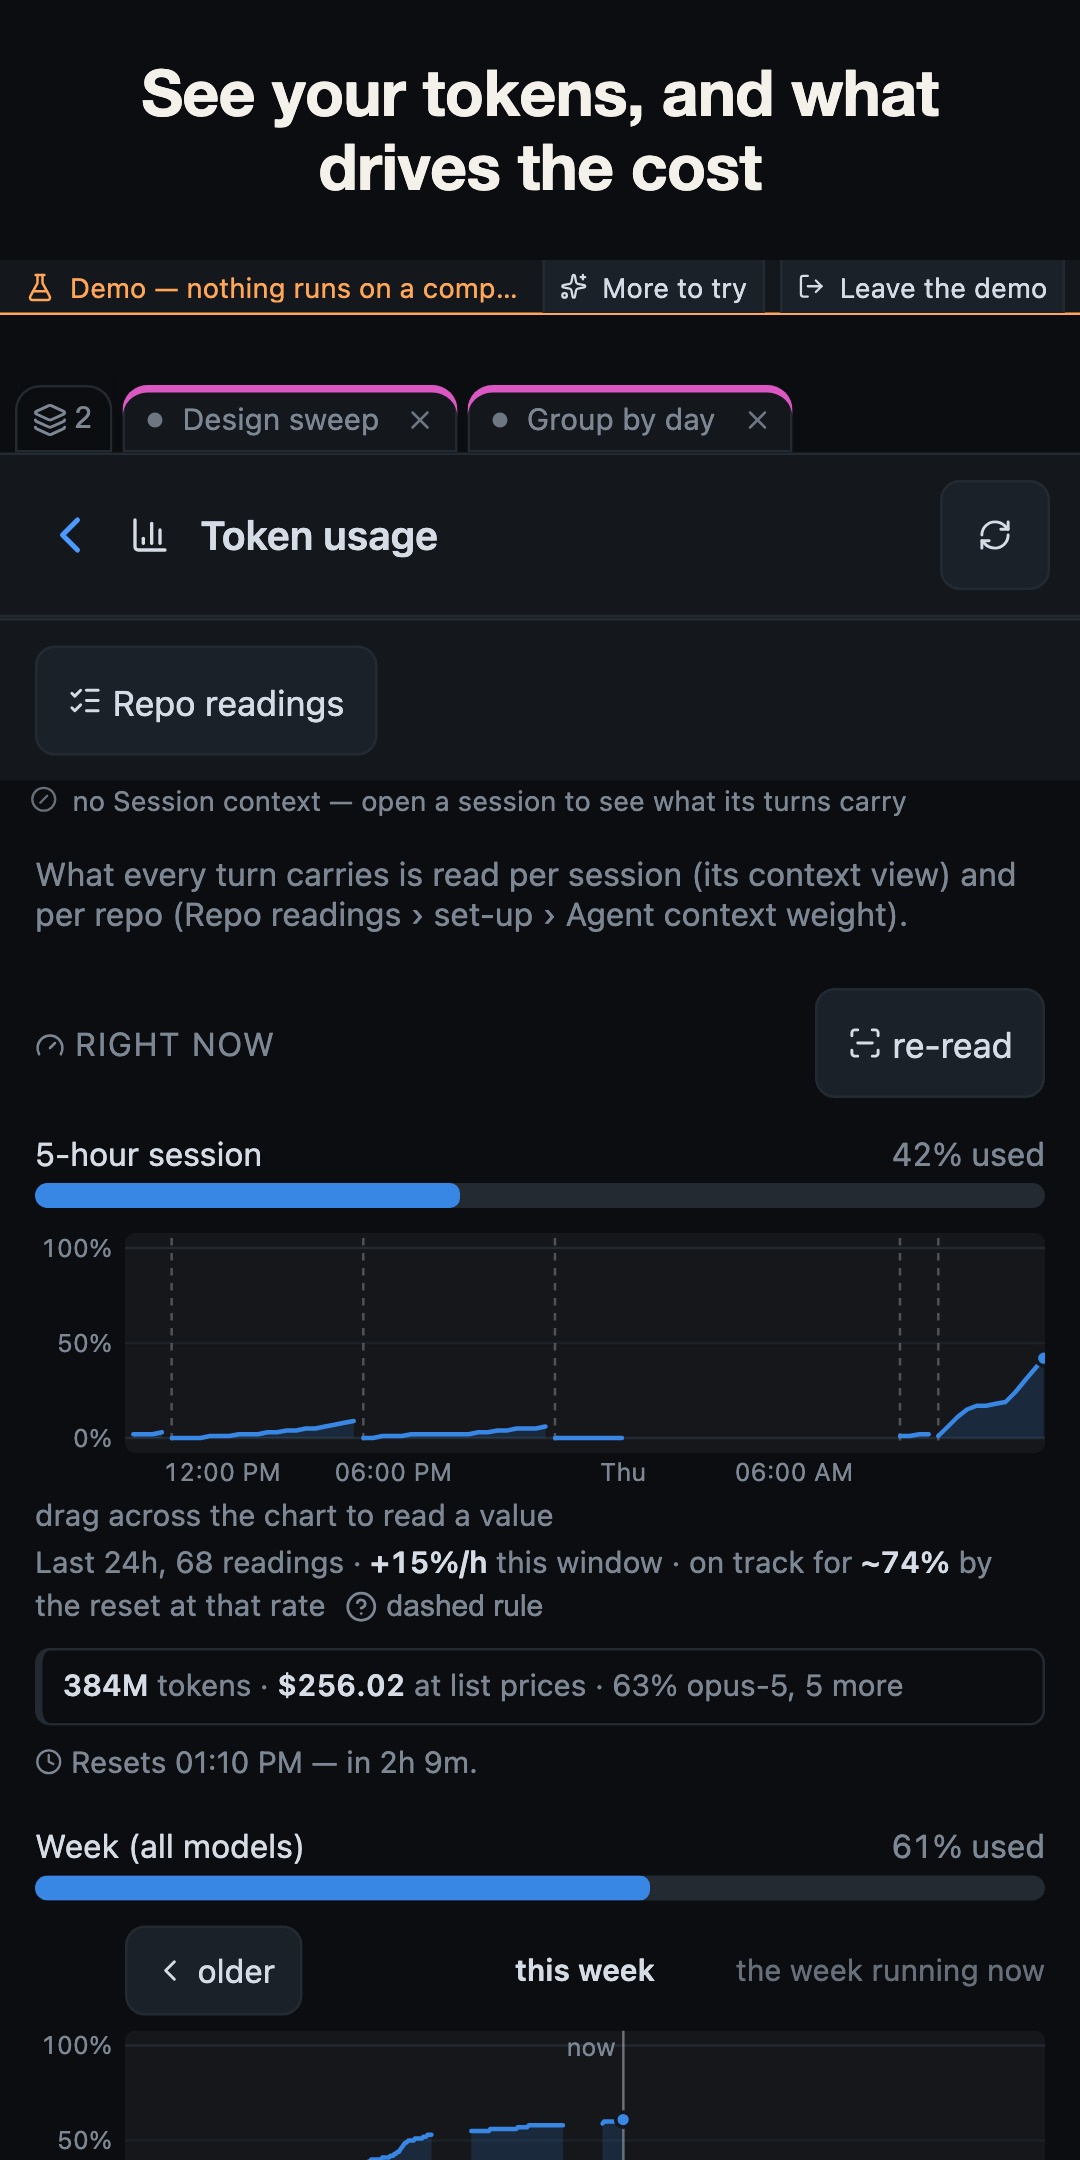 See your tokens, and what
drives the cost
Demo — nothing runs on a comp...
More to try
Leave the demo
2
Design sweep
Group by day
Token usage
Repo readings
no Session context — open a session to see what its turns carry
What every turn carries is read per session (its context view) and
per repo (Repo readings › set-up › Agent context weight).
RIGHT NOW
re-read
5-hour session
42% used
100%
50%
0%
12:00 PM
06:00 PM
Thu
06:00 AM
drag across the chart to read a value
Last 24h, 68 readings · +15%/h this window · on track for ~74% by
the reset at that rate ? dashed rule
384M tokens · $256.02 at list prices · 63% opus-5, 5 more
Resets 01:10 PM — in 2h 9m.
Week (all models)
61% used
older
this week
the week running now
100%
now
50%